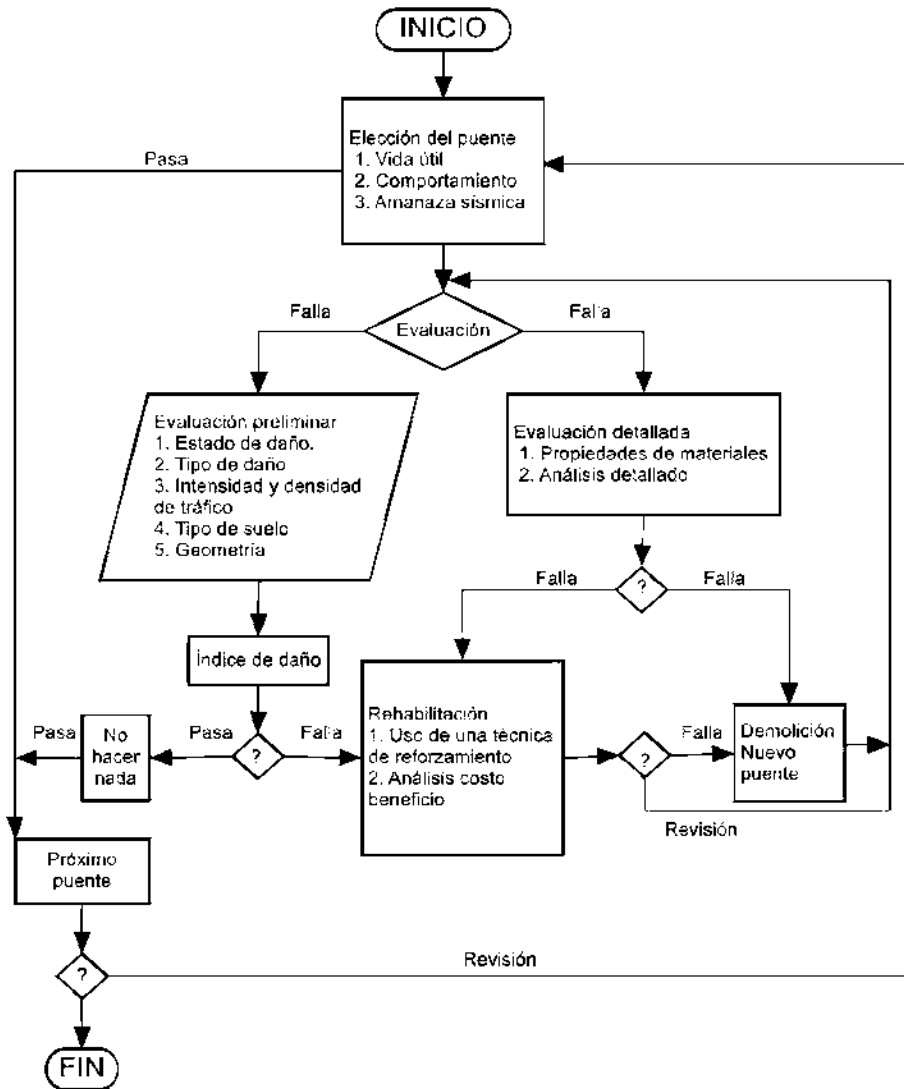 INICIO
Elección del puente
1. Vida útil
2. Comportamiento
3. Amanaza sísmica
Pasa
Evaluación
Falla
Falla
Evaluación preliminar
1. Estado de daño.
2. Tipo de daño
3. Intensidad y densidad
de tráfico
4. Tipo de suelo
5. Geometría
Evaluación detallada
1. Propiedades de materiales
2. Análisis detallado
?
Falla
Falla
Índice de daño
Rehabilitación
1. Uso de una técnica
de reforzamiento
2. Análisis costo
beneficio
Pasa
No
hacer
nada
Pasa
?
Falla
?
Falla
Demolición
Nuevo
puente
Revisión
Próximo
puente
?
Revisión
FIN